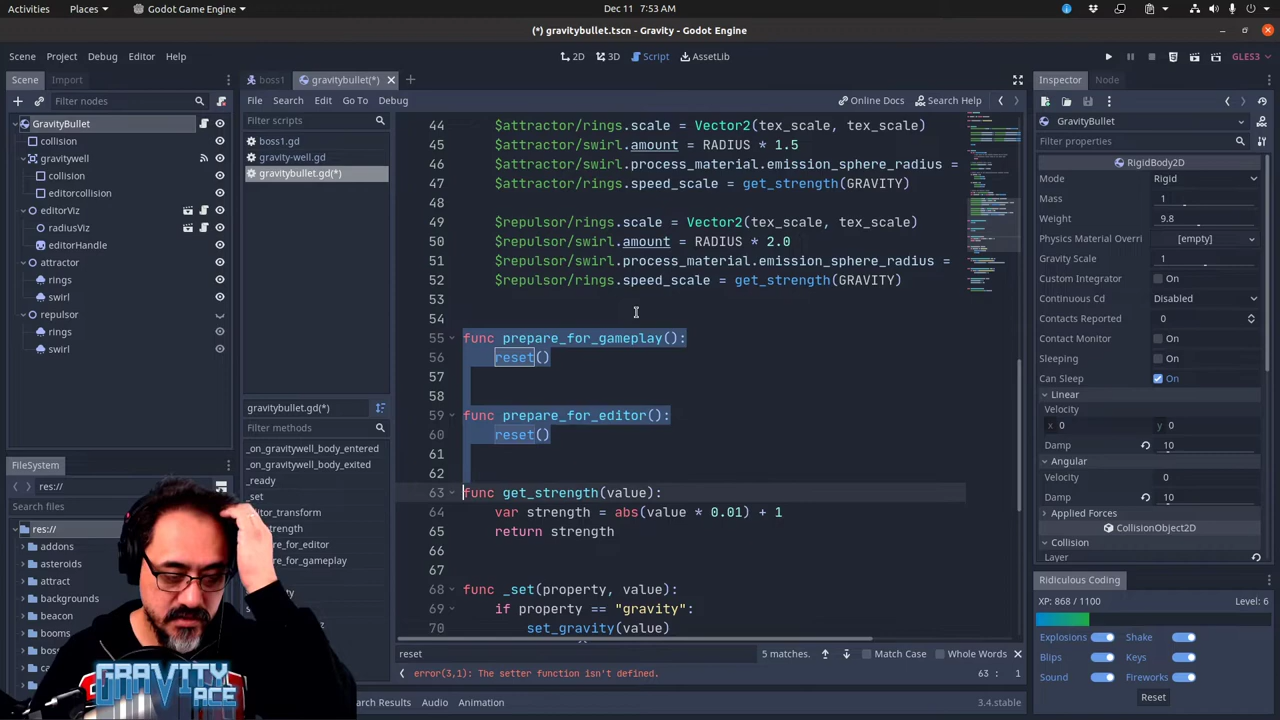 Activities Places Godot Game Engine Dec 11 7:53 AM
(*) gravitybullet.tscn - Gravity - Godot Engine
Scene Project Debug Editor Help 2D 3D Script AssetLib GLES3
Scene Import
Filter nodes
GravityBullet
collision
gravitywell
collision
editorcollision
editorViz
radiusViz
editorHandle
attractor
rings
swirl
repulsor
rings
swirl
FileSystem
res://
Search files
res://
addons
asteroids
attract
backgrounds
beacon
booms
GRAVITY
ACE
boss1 gravitybullet(*)
File Search Edit Go To Debug Online Docs Search Help
Filter scripts
boss1.gd
gravity-well.gd
gravitybullet.gd(*)
gravitybullet.gd(*)
Filter methods
_on_gravitywell_body_entered
_on_gravitywell_body_exited
_ready
_set
44 $attractor/rings.scale = Vector2(tex_scale, tex_scale)
45 $attractor/swirl.amount = RADIUS * 1.5
46 $attractor/swirl.process_material.emission_sphere_radius =
47 $attractor/rings.speed_scale = get_strength(GRAVITY)
48
49 $repulsor/rings.scale = Vector2(tex_scale, tex_scale)
50 $repulsor/swirl.amount = RADIUS * 2.0
51 $repulsor/swirl.process_material.emission_sphere_radius =
52 $repulsor/rings.speed_scale = get_strength(GRAVITY)
53
54
55 func prepare_for_gameplay():
56 reset()
57
58
59 func prepare_for_editor():
60 reset()
61
62
63 func get_strength(value):
64 var strength = abs(value * 0.01) + 1
65 return strength
66
67
68 func _set(property, value):
69 if property == "gravity":
70 set_gravity(value)
reset 5 matches. Match Case Whole Words
error(3,1): The setter function isn't defined. 63 : 1
Search Results Audio Animation 3.4.stable
Inspector Node
GravityBullet
Filter properties
RigidBody2D
Mode Rigid
Mass 1
Weight 9.8
Physics Material Overri [empty]
Gravity Scale 1
Custom Integrator On
Continuous Cd Disabled
Contacts Reported 0
Contact Monitor On
Sleeping On
Can Sleep On
Linear
Velocity
x 0 y 0
Damp 10
Angular
Velocity 0
Damp 10
Applied Forces
CollisionObject2D
Collision
Layer
Ridiculous Coding
XP: 868 / 1100 Level: 6
Explosions Shake
Blips Keys
Sound Fireworks
Reset